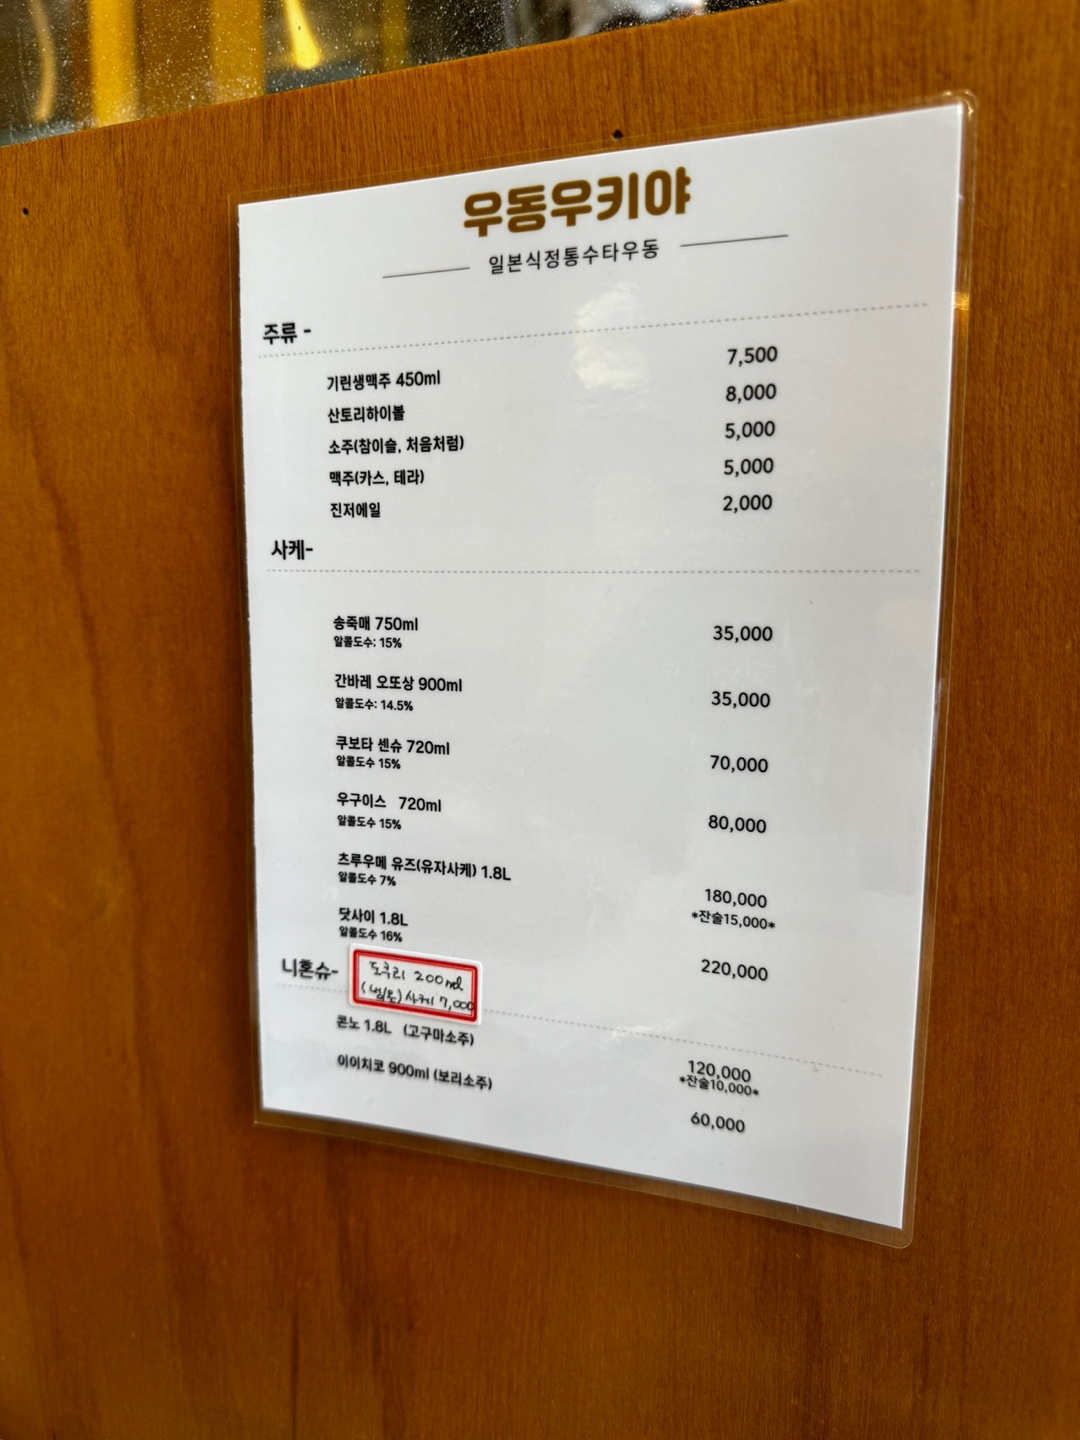 우동우키야
일본식정통수타우동
주류 -
기린생맥주 450ml 7,500
산토리하이볼 8,000
소주(참이슬, 처음처럼) 5,000
맥주(카스, 테라) 5,000
진저에일 2,000
사케-
송죽매 750ml 35,000
알콜도수: 15%
간바레 오또상 900ml 35,000
알콜도수: 14.5%
쿠보타 센슈 720ml 70,000
알콜도수 15%
우구이스 720ml 80,000
알콜도수 15%
츠루우메 유즈(유자사케) 1.8L 180,000
알콜도수 7% *잔술15,000*
닷사이 1.8L 220,000
알콜도수 16%
니혼슈-
도쿠리 200ml
사케 7,000
콘노 1.8L (고구마소주) 120,000
*잔술10,000*
이이치코 900ml (보리소주) 60,000